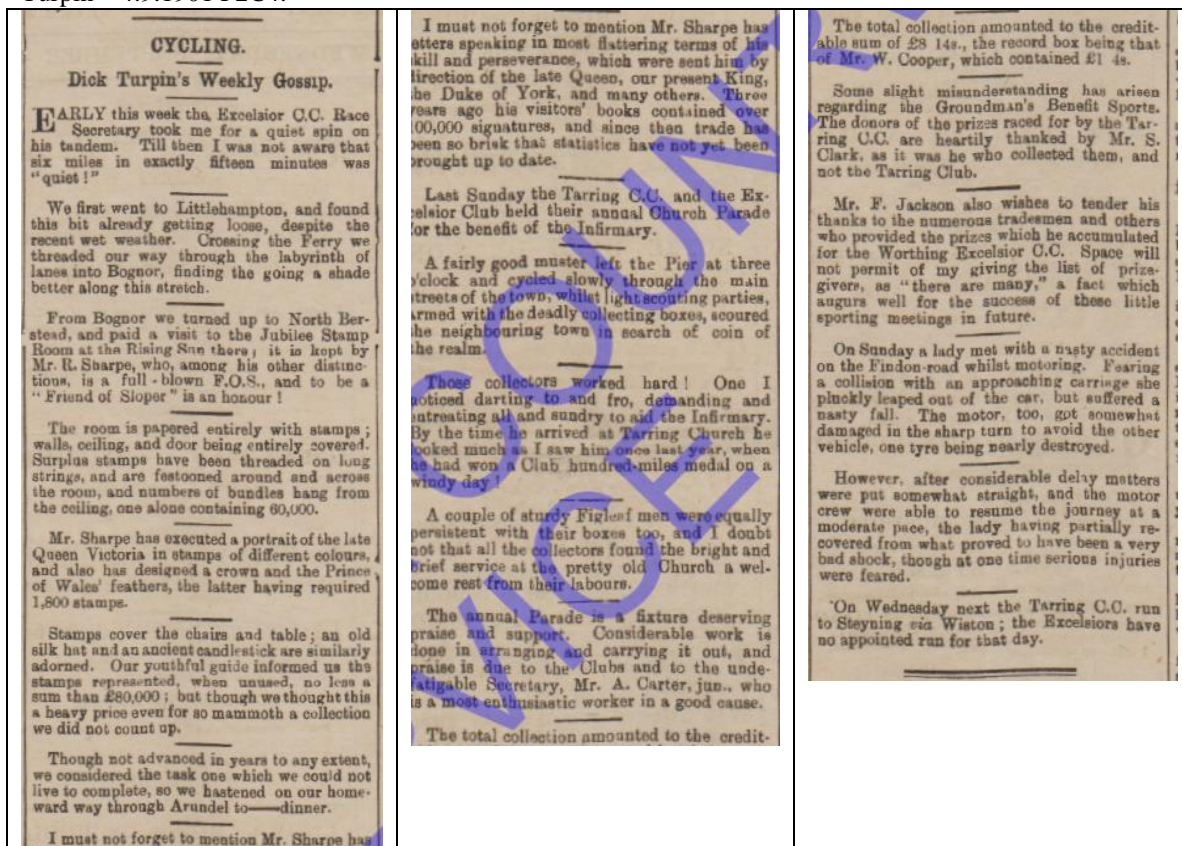 CYCLING.
Dick Turpin's Weekly Gossip.
EARLY this week the Excelsior C.C. Race
Secretary took me for a quiet spin on
his tandem. Till then I was not aware that
six miles in exactly fifteen minutes was
"quiet!"
We first went to Littlehampton, and found
this bit already getting loose, despite the
recent wet weather. Crossing the Ferry we
threaded our way through the labyrinth of
lanes into Bognor, finding the going a shade
better along this stretch.
From Bognor we turned up to North Ber-
stead, and paid a visit to the Jubilee Stamp
Room at the Rising Sun there; it is kept by
Mr. R. Sharpe, who, among his other distinc-
tions, is a full-blown F.O.S., and to be a
"Friend of Sloper" is an honour!
The room is papered entirely with stamps;
walls, ceiling, and door being entirely covered.
Surplus stamps have been threaded on long
strings, and are festooned around and across
the room, and numbers of bundles hang from
the ceiling, one alone containing 60,000.
Mr. Sharpe has executed a portrait of the late
Queen Victoria in stamps of different colours,
and also has designed a crown and the Prince
of Wales' feathers, the latter having required
1,800 stamps.
Stamps cover the chairs and table; an old
silk hat and an ancient candlestick are similarly
adorned. Our youthful guide informed us the
stamps represented, when unused, no less a
sum than £80,000; but though we thought this
a heavy price even for so mammoth a collection
we did not count up.
Though not advanced in years to any extent,
we considered the task one which we could not
live to complete, so we hastened on our home-
ward way through Arundel to——dinner.
I must not forget to mention Mr. Sharpe has
I must not forget to mention Mr. Sharpe has
etters speaking in most flattering terms of his
skill and perseverance, which were sent him by
direction of the late Queen, our present King,
the Duke of York, and many others. Three
years ago his visitors' books contained over
100,000 signatures, and since then trade has
been so brisk that statistics have not yet been
brought up to date.
Last Sunday the Tarring C.C. and the Ex-
celsior Club held their annual Church Parade
for the benefit of the Infirmary.
A fairly good muster left the Pier at three
o'clock and cycled slowly through the main
streets of the town, whilst light scouting parties,
armed with the deadly collecting boxes, scoured
the neighbouring town in search of coin of
the realm.
Those collectors worked hard! One I
noticed darting to and fro, demanding and
entreating all and sundry to aid the Infirmary.
By the time he arrived at Tarring Church he
looked much as I saw him once last year, when
he had won a Club hundred-miles medal on a
windy day!
A couple of sturdy Figleaf men were equally
persistent with their boxes too, and I doubt
not that all the collectors found the bright and
brief service at the pretty old Church a wel-
come rest from their labours.
The annual Parade is a fixture deserving
praise and support. Considerable work is
done in arranging and carrying it out, and
praise is due to the Clubs and to the unde-
fatigable Secretary, Mr. A. Carter, jun., who
is a most enthusiastic worker in a good cause.
The total collection amounted to the credit-
The total collection amounted to the credit-
able sum of £8 14s., the record box being that
of Mr. W. Cooper, which contained £1 4s.
Some slight misunderstanding has arisen
regarding the Groundman's Benefit Sports.
The donors of the prizes raced for by the Tar-
ring C.C. are heartily thanked by Mr. S.
Clark, as it was he who collected them, and
not the Tarring Club.
Mr. F. Jackson also wishes to tender his
thanks to the numerous tradesmen and others
who provided the prizes which he accumulated
for the Worthing Excelsior C.C. Space will
not permit of my giving the list of prize-
givers, as "there are many," a fact which
augurs well for the success of these little
sporting meetings in future.
On Sunday a lady met with a nasty accident
on the Findon-road whilst motoring. Fearing
a collision with an approaching carriage she
pluckly leaped out of the car, but suffered a
nasty fall. The motor, too, got somewhat
damaged in the sharp turn to avoid the other
vehicle, one tyre being nearly destroyed.
However, after considerable delay matters
were put somewhat straight, and the motor
crew were able to resume the journey at a
moderate pace, the lady having partially re-
covered from what proved to have been a very
bad shock, though at one time serious injuries
were feared.
On Wednesday next the Tarring C.C. run
to Steyning via Wiston; the Excelsiors have
no appointed run for that day.